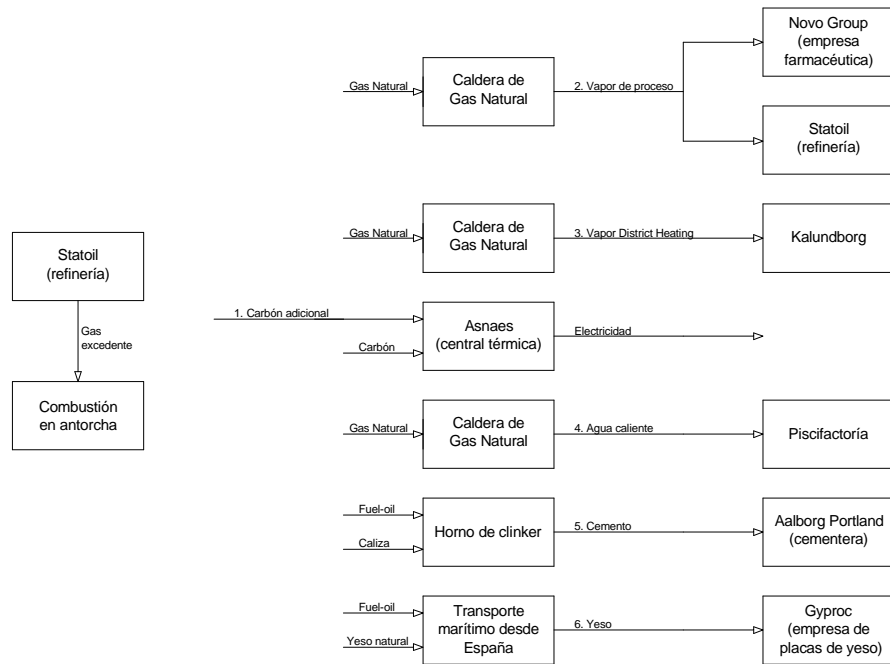 Novo Group
(empresa
farmacéutica)
Gas Natural
Caldera de
Gas Natural
2. Vapor de proceso
Statoil
(refinería)
Gas Natural
Caldera de
Gas Natural
3. Vapor District Heating
Kalundborg
Statoil
(refinería)
Gas
excedente
Combustión
en antorcha
1. Carbón adicional
Carbón
Asnaes
(central térmica)
Electricidad
Gas Natural
Caldera de
Gas Natural
4. Agua caliente
Piscifactoría
Fuel-oil
Caliza
Horno de clinker
5. Cemento
Aalborg Portland
(cementera)
Fuel-oil
Yeso natural
Transporte
marítimo desde
España
6. Yeso
Gyproc
(empresa de
placas de yeso)